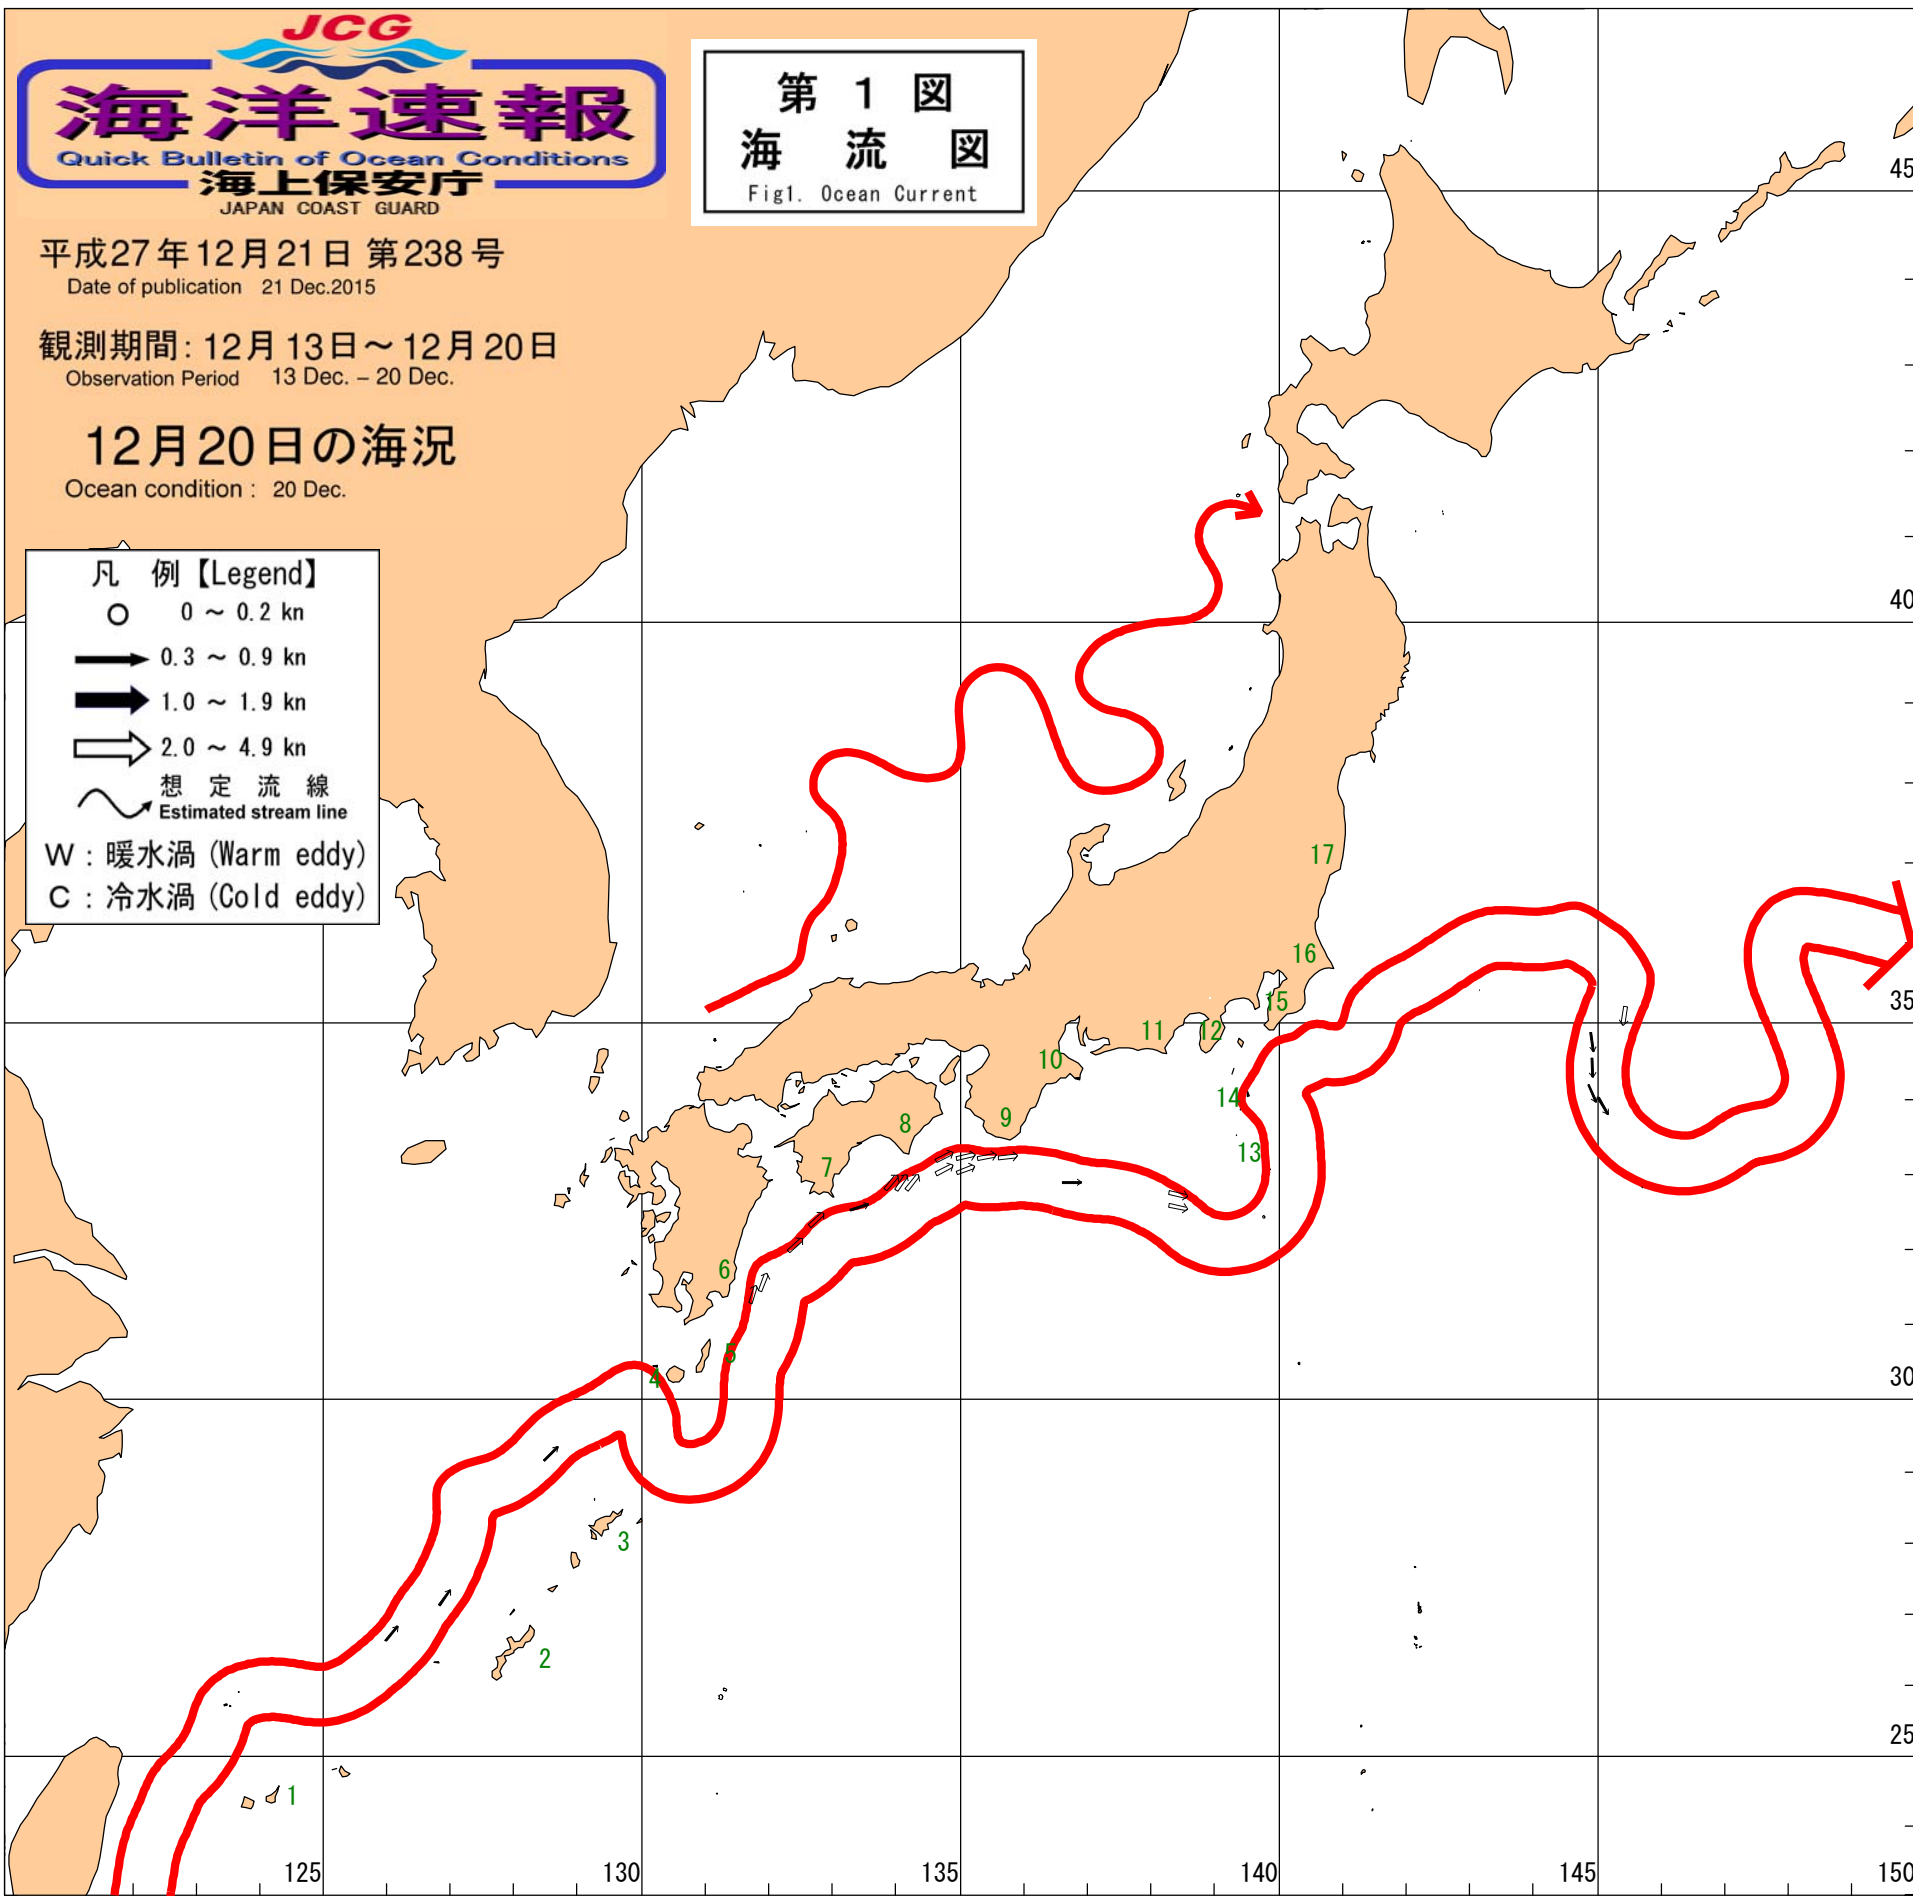 JCG
海洋速報
Quick Bulletin of Ocean Conditions
海上保安庁
JAPAN COAST GUARD
第 1 図
海 流 図
Fig1. Ocean Current
平成27年12月21日 第238号
Date of publication 21 Dec.2015
観測期間: 12月13日～12月20日
Observation Period 13 Dec. – 20 Dec.
12月20日の海況
Ocean condition : 20 Dec.
凡 例【Legend】
0 ～ 0.2 kn
0.3 ～ 0.9 kn
1.0 ～ 1.9 kn
2.0 ～ 4.9 kn
想 定 流 線
Estimated stream line
W : 暖水渦 (Warm eddy)
C : 冷水渦 (Cold eddy)
45
40
17
16
35
15
11
12
10
14
9
8
13
7
6
5
4
30
3
2
25
1
125
130
135
140
145
150